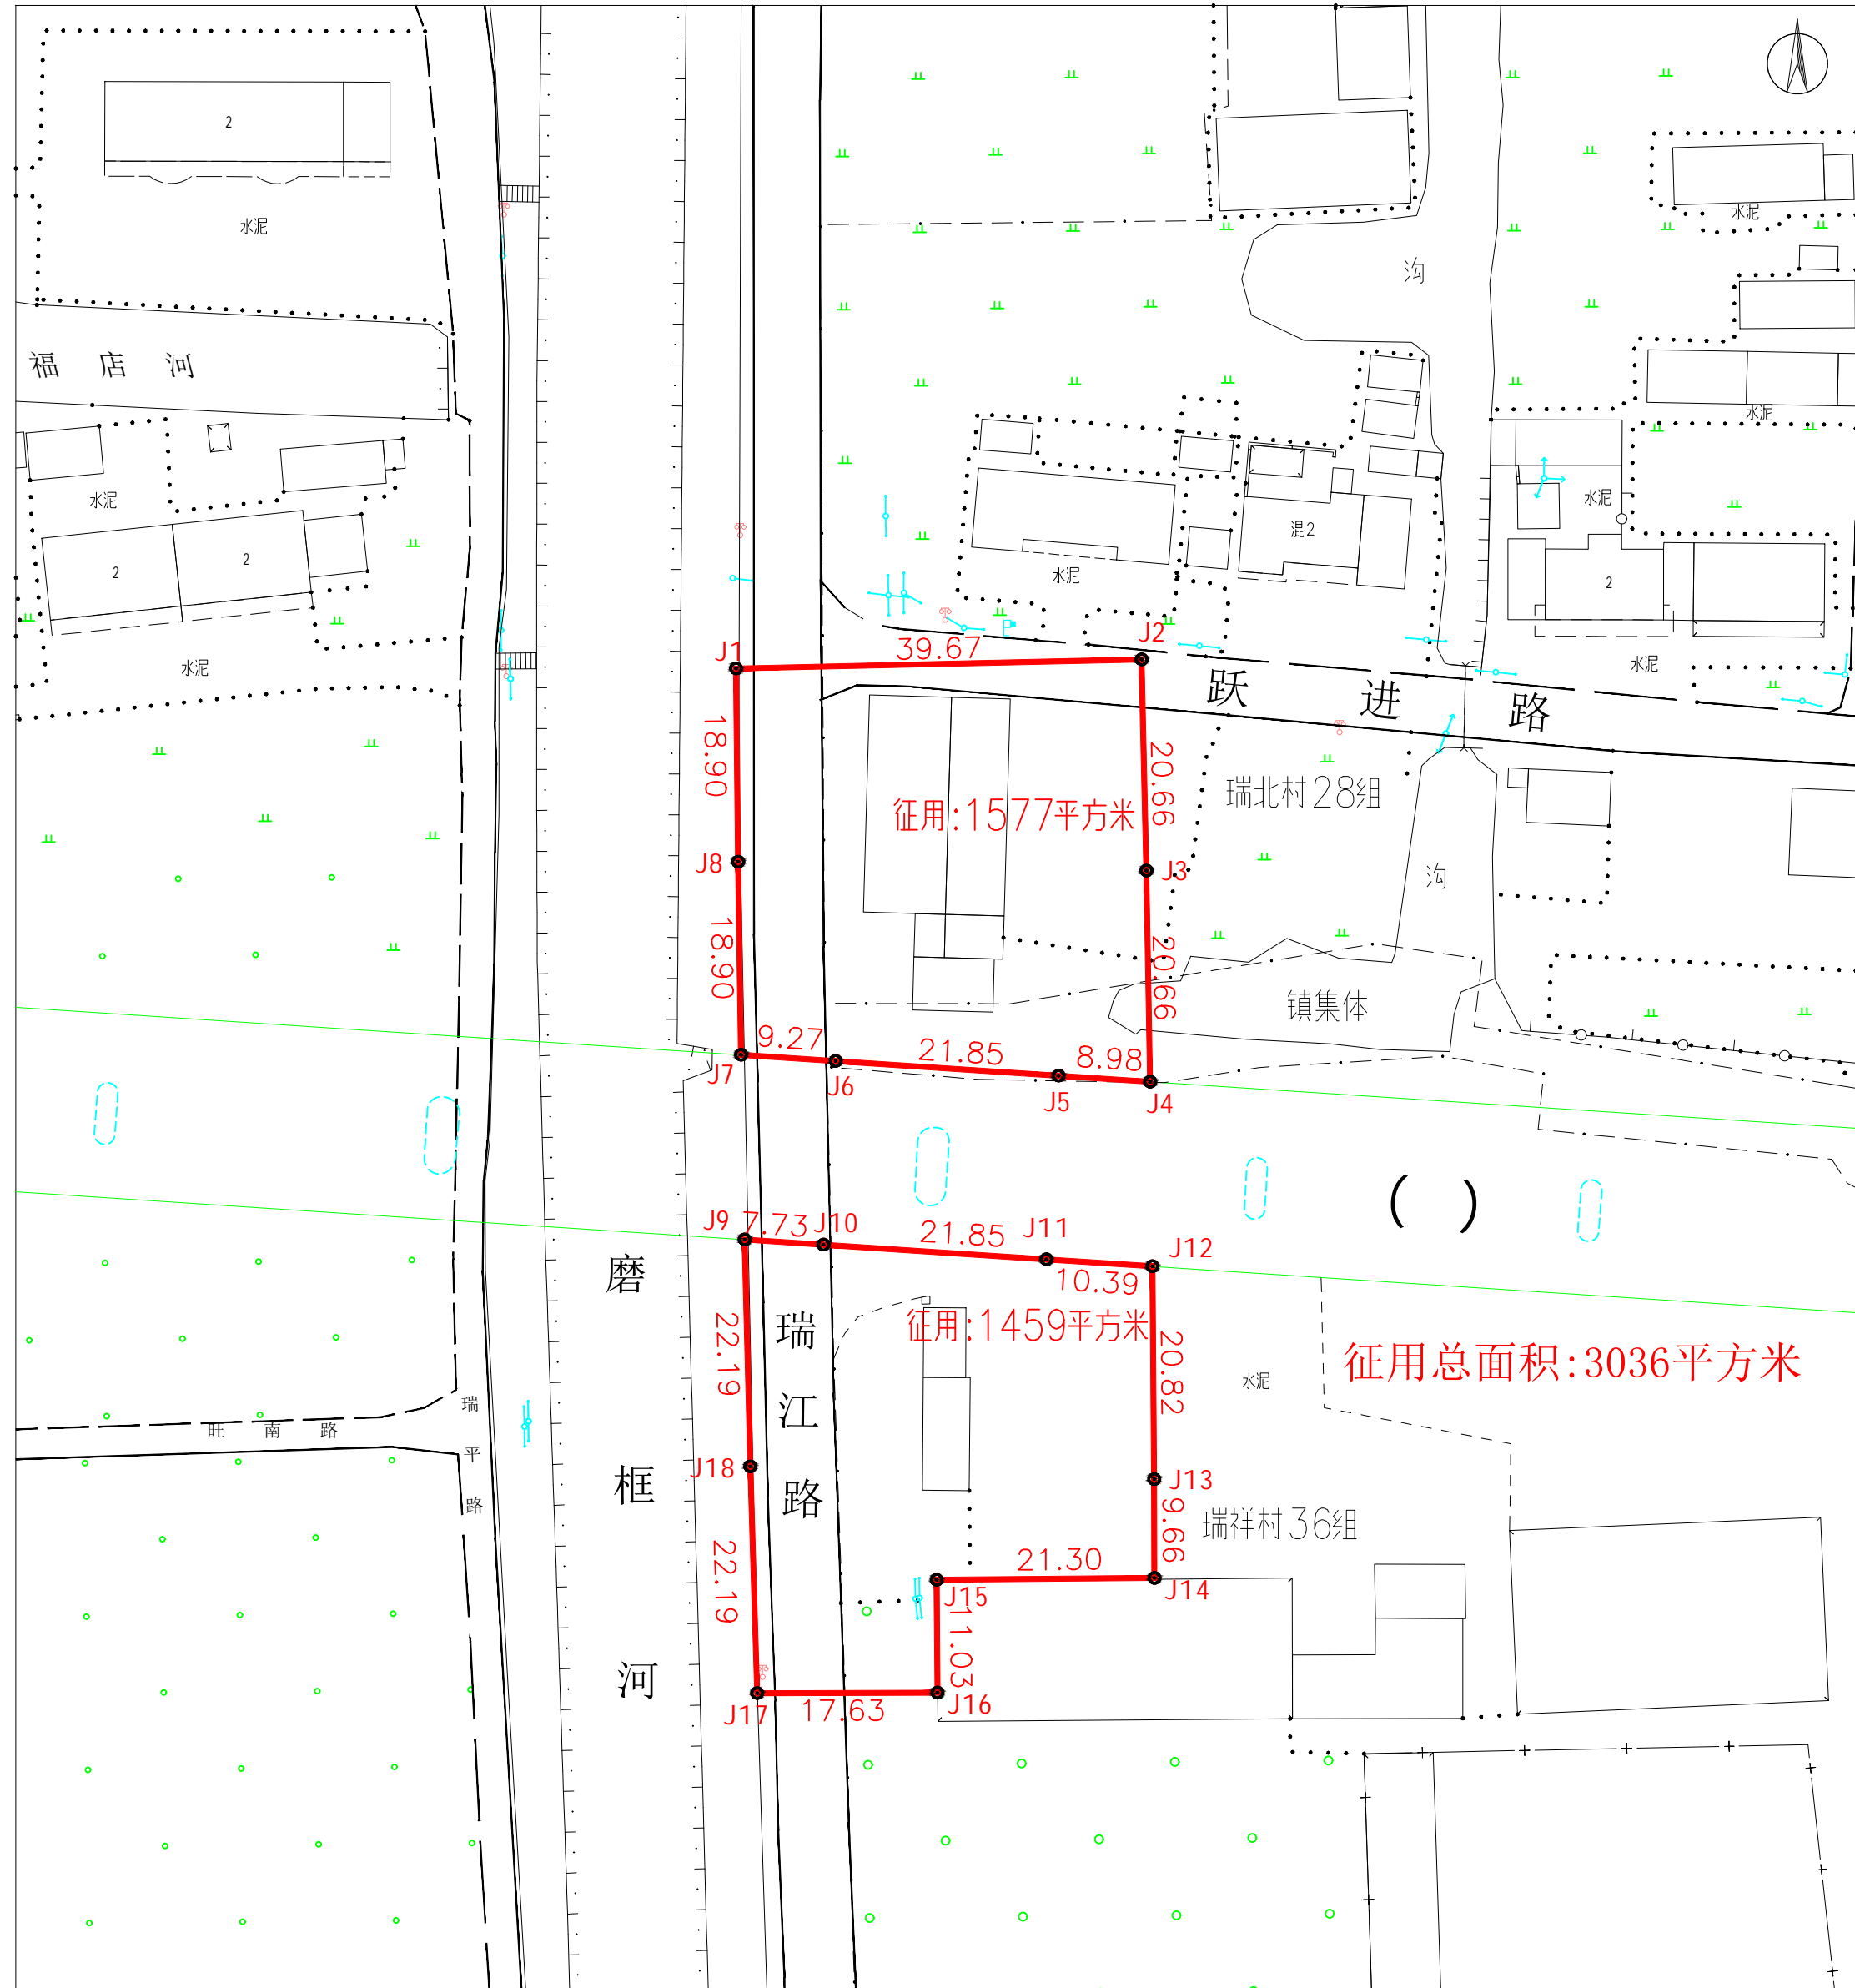 2
水泥
水泥
沟
福店河
水泥
水泥
水泥
2
2
混2
2
水泥
水泥
水泥
J1
39.67
J2
跃进路
18.90
20.66
瑞北村28组
征用:1577平方米
J8
J3
沟
18.90
20.66
镇集体
9.27
21.85
8.98
J7
J6
J5
J4
( )
J9
7.73
J10
21.85
J11
J12
10.39
磨框河
瑞江路
22.19
征用:1459平方米
20.82
征用总面积:3036平方米
水泥
旺南路
瑞平路
J18
J13
9.66
瑞祥村36组
22.19
21.30
J15
J14
11.03
J17
17.63
J16